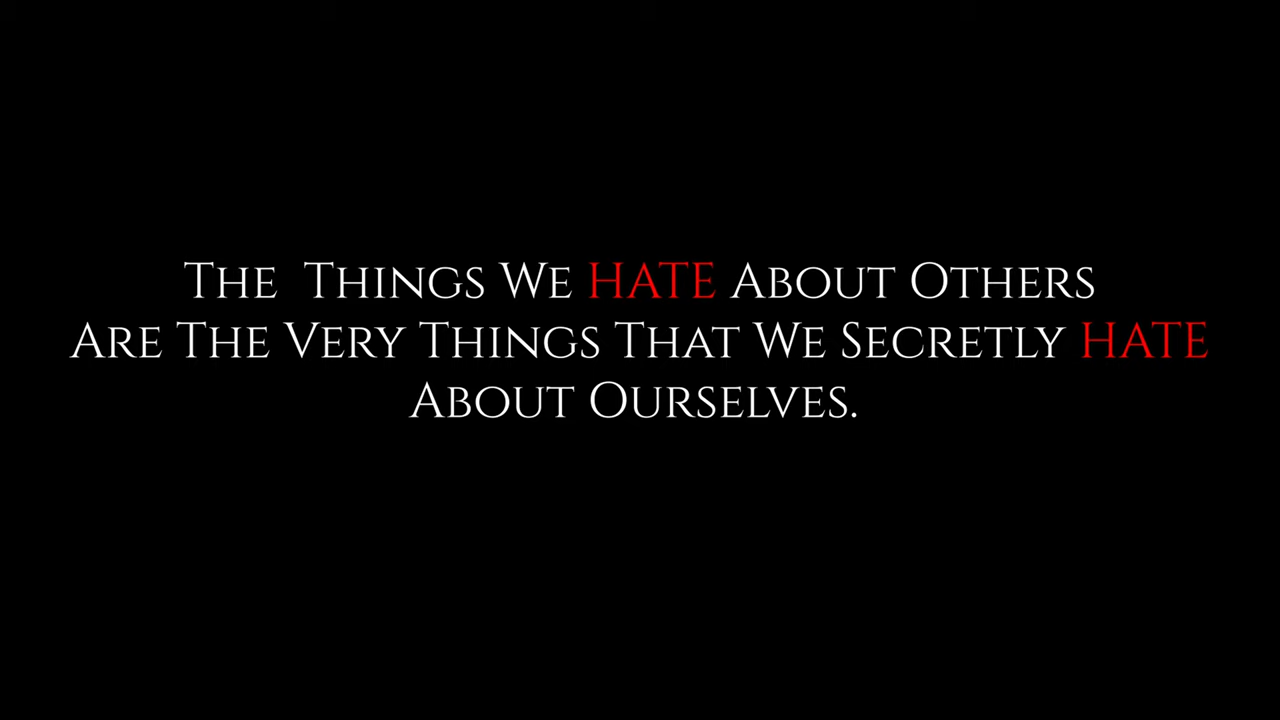 The  Things We HATE About Others
Are The Very Things That We Secretly HATE
About Ourselves.